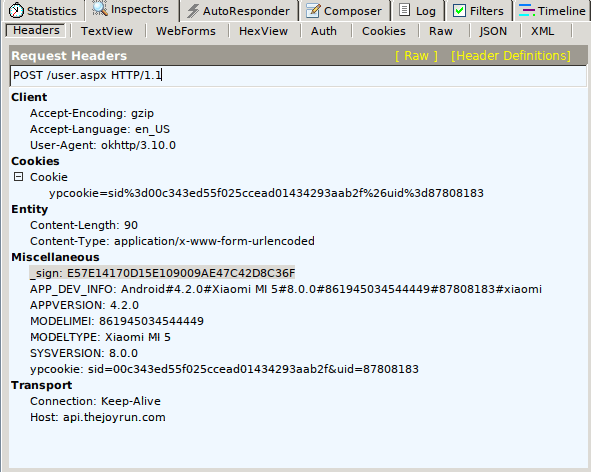 Statistics Inspectors AutoResponder Composer Log Filters Timeline
Headers TextView WebForms HexView Auth Cookies Raw JSON XML
Request Headers [ Raw ] [Header Definitions]
POST /user.aspx HTTP/1.1
Client
Accept-Encoding: gzip
Accept-Language: en_US
User-Agent: okhttp/3.10.0
Cookies
Cookie
ypcookie=sid%3d00c343ed55f025ccead01434293aab2f%26uid%3d87808183
Entity
Content-Length: 90
Content-Type: application/x-www-form-urlencoded
Miscellaneous
_sign: E57E14170D15E109009AE47C42D8C36F
APP_DEV_INFO: Android#4.2.0#Xiaomi MI 5#8.0.0#861945034544449#87808183#xiaomi
APPVERSION: 4.2.0
MODELIMEI: 861945034544449
MODELTYPE: Xiaomi MI 5
SYSVERSION: 8.0.0
ypcookie: sid=00c343ed55f025ccead01434293aab2f&uid=87808183
Transport
Connection: Keep-Alive
Host: api.thejoyrun.com